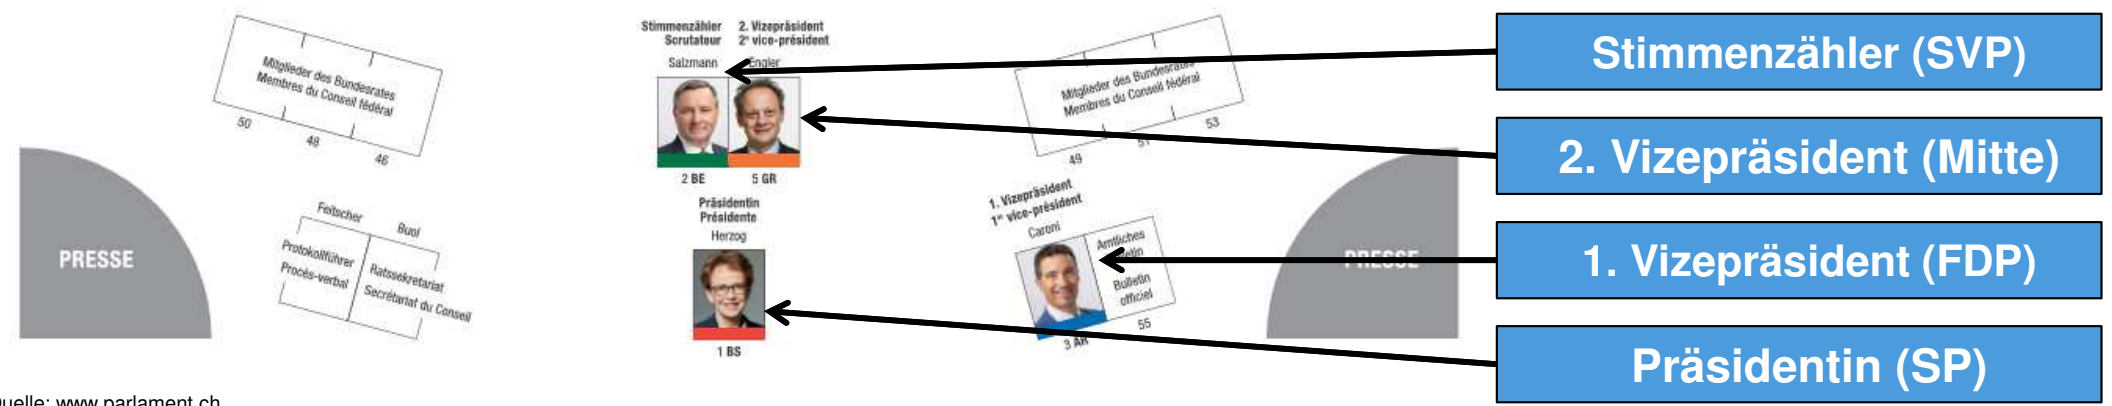 Mitglieder des Bundesrates
Membres du Conseil fédéral
50
48
46
PRESSE
Feitscher
Buol
Protokollführer
Procès-verbal
Ratssekretariat
Secrétariat du Conseil
Stimmenzähler
Scrutateur
2. Vizepräsident
2e vice-président
Salzmann
Engler
2 BE
5 GR
Präsidentin
Présidente
Herzog
1 BS
Mitglieder des Bundesrates
Membres du Conseil fédéral
49
51
53
1. Vizepräsident
1er vice-président
Caroni
Amtliches
Bulletin
officiel
3 AR
55
PRESSE
Stimmenzähler (SVP)
2. Vizepräsident (Mitte)
1. Vizepräsident (FDP)
Präsidentin (SP)
Quelle: www.parlament.ch